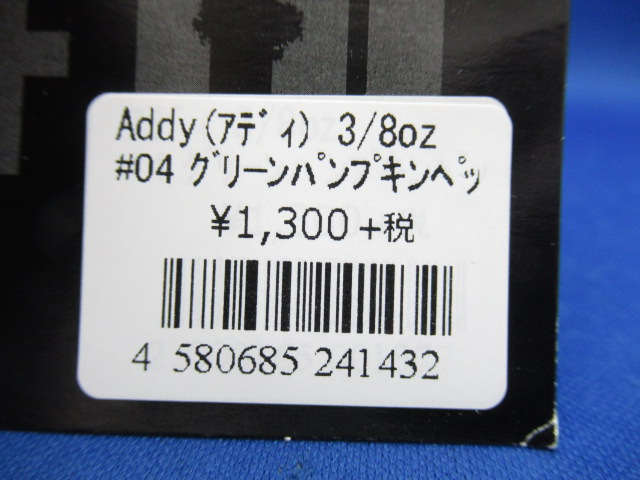 Addy(ｱﾃﾞｨ) 3/8oz
#04 ｸﾞﾘｰﾝﾊﾟﾝﾌﾟｷﾝﾍﾟｯ
¥1,300+税
4 580685 241432